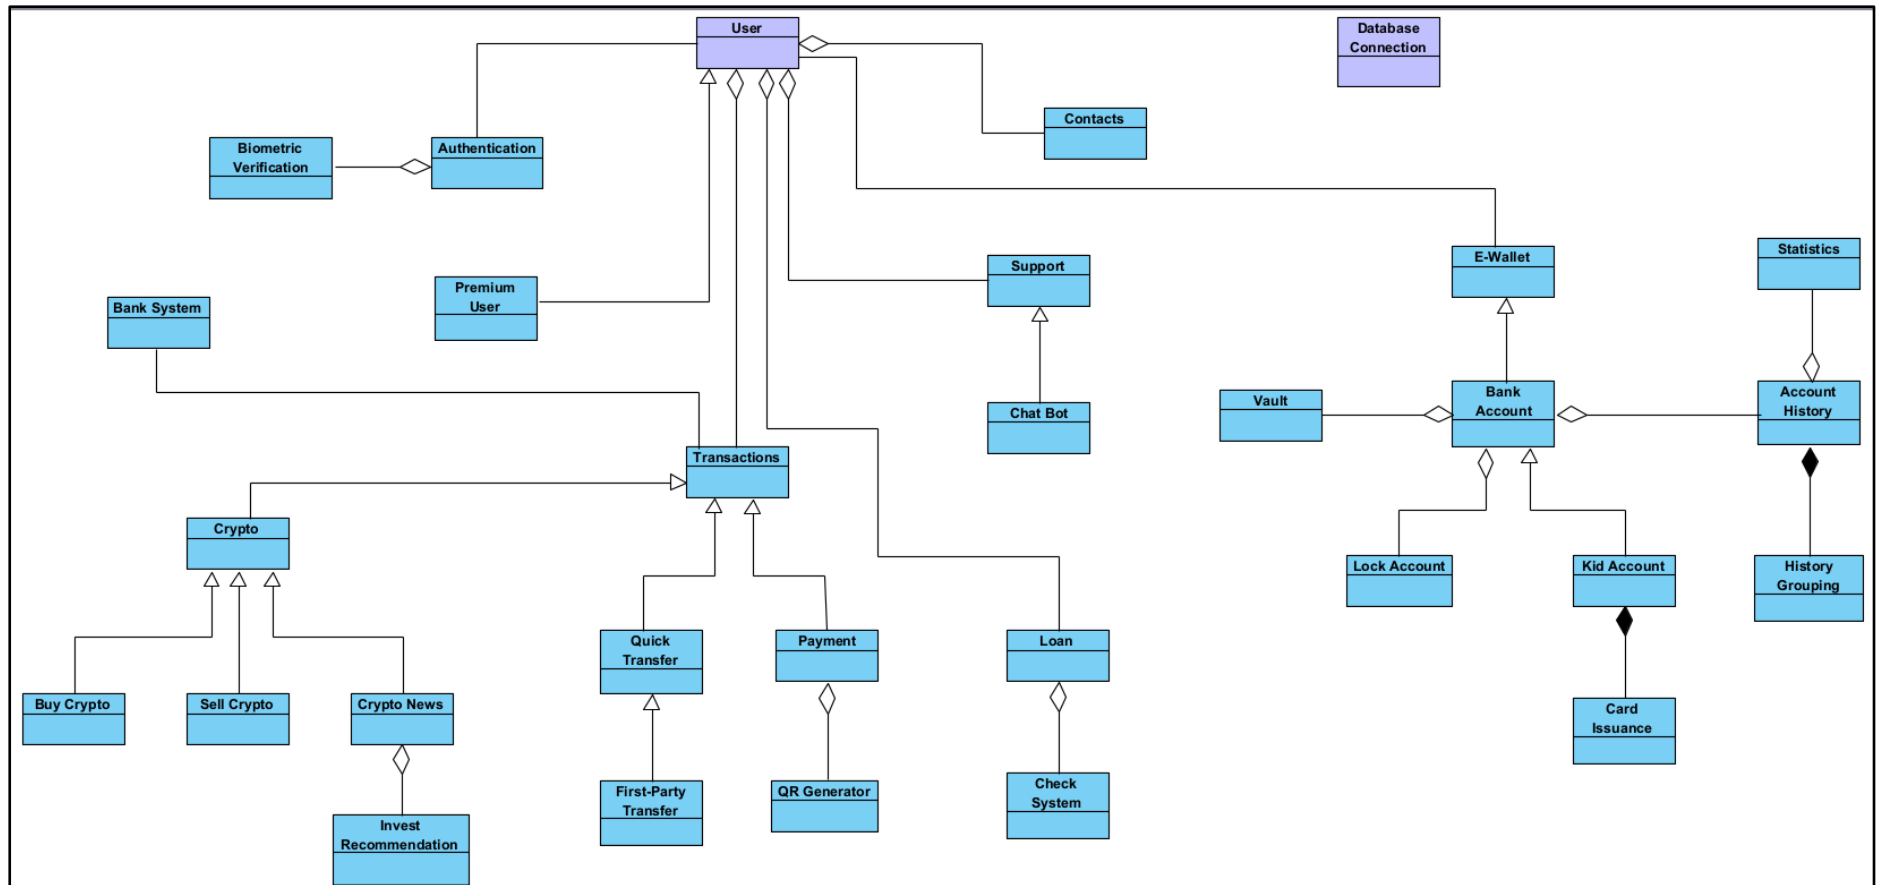 User
Database
Connection
Contacts
Biometric
Verification
Authentication
Statistics
E-Wallet
Support
Premium
User
Bank System
Bank
Account
Account
History
Vault
Chat Bot
Transactions
Crypto
Lock Account
Kid Account
History
Grouping
Quick
Transfer
Payment
Loan
Buy Crypto
Sell Crypto
Crypto News
Card
Issuance
First-Party
Transfer
QR Generator
Check
System
Invest
Recommendation